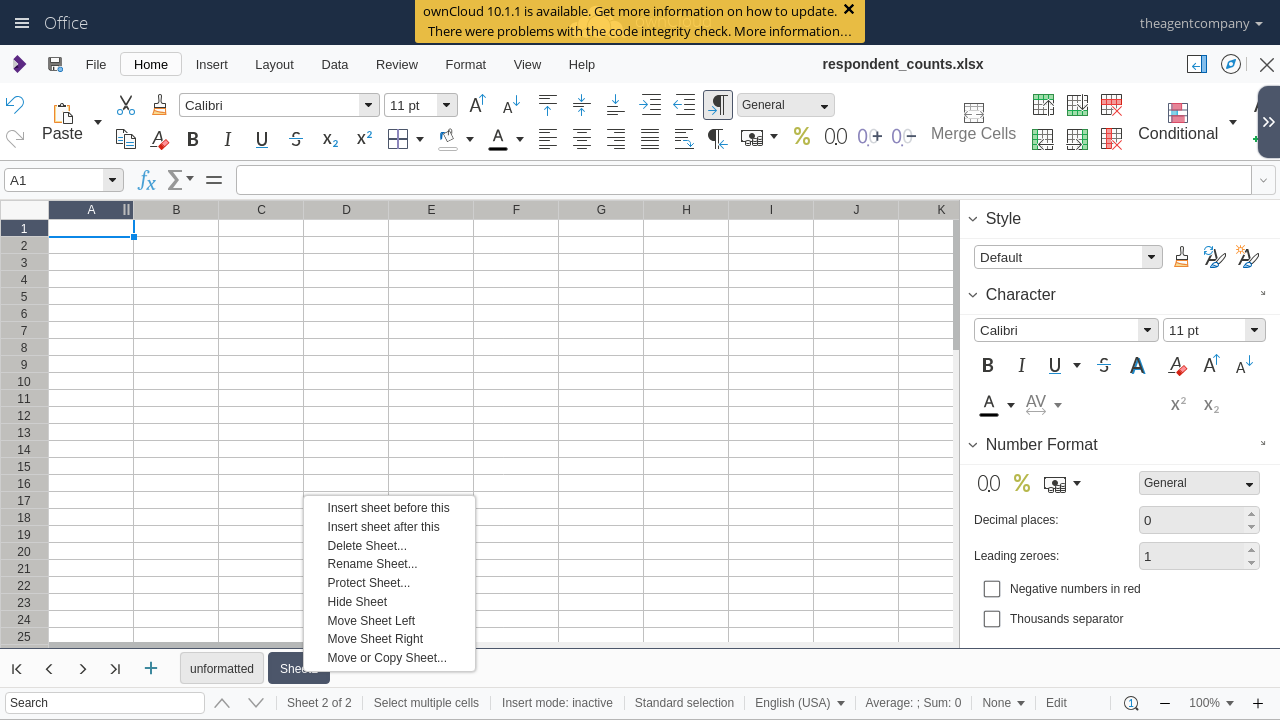 ownCloud 10.1.1 is available. Get more information on how to update.
There were problems with the code integrity check. More information…
Office
theagentcompany
File
Home
Insert
Layout
Data
Review
Format
View
Help
respondent_counts.xlsx
Paste
Calibri
11 pt
General
Merge Cells
Conditional
A1
A B C D E F G H I J K
1
2
3
4
5
6
7
8
9
10
11
12
13
14
15
16
17
18
19
20
21
22
23
24
25
Insert sheet before this
Insert sheet after this
Delete Sheet...
Rename Sheet...
Protect Sheet...
Hide Sheet
Move Sheet Left
Move Sheet Right
Move or Copy Sheet...
Style
Default
Character
Calibri
11 pt
Number Format
General
Decimal places:
0
Leading zeroes:
1
Negative numbers in red
Thousands separator
unformatted
Search
Sheet 2 of 2
Select multiple cells
Insert mode: inactive
Standard selection
English (USA)
Average: ; Sum: 0
None
Edit
100%